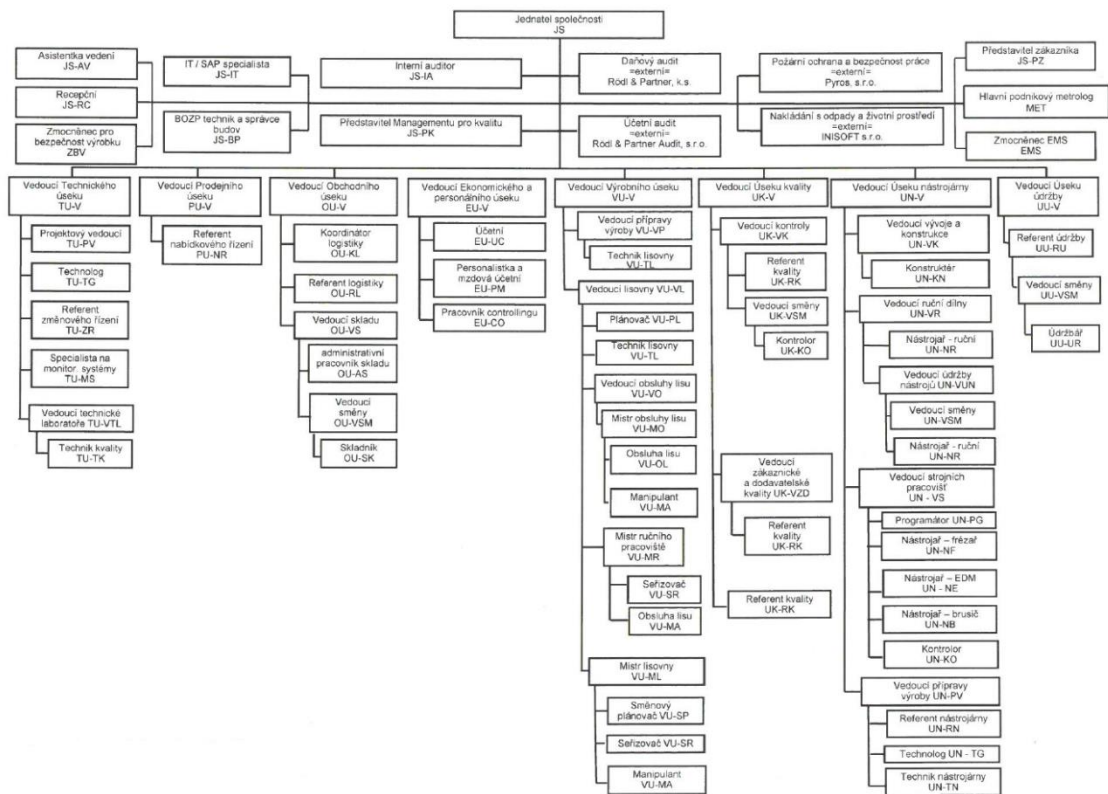 Jednatel společnosti
JS
Asistentka vedení
JS-AV
IT / SAP specialista
JS-IT
Interní auditor
JS-IA
Daňový audit
=externí=
Rödl & Partner, k.s.
Požární ochrana a bezpečnost práce
=externí=
Pyros, s.r.o.
Představitel zákazníka
JS-PZ
Recepční
JS-RC
Hlavní podnikový metrolog
MET
BOZP technik a správce
budov
JS-BP
Představitel Managementu pro kvalitu
JS-PK
Účetní audit
=externí=
Rödl & Partner Audit, s.r.o.
Nakládání s odpady a životní prostředí
=externí=
INISOFT s.r.o.
Zmocněnec pro
bezpečnost výrobku
ZBV
Zmocněnec EMS
EMS
Vedoucí Technického
úseku
TU-V
Projektový vedoucí
TU-PV
Technolog
TU-TG
Referent
změnového řízení
TU-ZR
Specialista na
monitor. systémy
TU-MS
Vedoucí technické
laboratoře TU-VTL
Technik kvality
TU-TK
Vedoucí Prodejního
úseku
PU-V
Referent
nabídkového řízení
PU-NR
Vedoucí Obchodního
úseku
OU-V
Koordinátor
logistiky
OU-KL
Referent logistiky
OU-RL
Vedoucí skladu
OU-VS
administrativní
pracovník skladu
OU-AS
Vedoucí
směny
OU-VSM
Skladník
OU-SK
Vedoucí Ekonomického a
personálního úseku
EU-V
Účetní
EU-UC
Personalistka a
mzdová účetní
EU-PM
Pracovník controllingu
EU-CO
Vedoucí Výrobního úseku
VU-V
Vedoucí přípravy
výroby VU-VP
Technik lisovny
VU-TL
Vedoucí lisovny VU-VL
Plánovač VU-PL
Technik lisovny
VU-TL
Vedoucí obsluhy lisu
VU-VO
Mistr obsluhy lisu
VU-MO
Obsluha lisu
VU-OL
Manipulant
VU-MA
Mistr ručního
pracoviště
VU-MR
Seřizovač
VU-SR
Obsluha lisu
VU-MA
Mistr lisovny
VU-ML
Směnový
plánovač VU-SP
Seřizovač VU-SR
Manipulant
VU-MA
Vedoucí Úseku kvality
UK-V
Vedoucí kontroly
UK-VK
Referent
kvality
UK-RK
Vedoucí směny
UK-VSM
Kontrolor
UK-KO
Vedoucí
zákaznické
a dodavatelské
kvality UK-VZD
Referent
kvality
UK-RK
Referent kvality
UK-RK
Vedoucí Úseku nástrojárny
UN-V
Vedoucí vývoje a
konstrukce
UN-VK
Konstruktér
UN-KN
Vedoucí ruční dílny
UN-VR
Nástrojař - ruční
UN-NR
Vedoucí údržby
nástrojů UN-VUN
Vedoucí směny
UN-VSM
Nástrojař - ruční
UN-NR
Vedoucí strojních
pracovišť
UN - VS
Programátor UN-PG
Nástrojař – frézař
UN-NF
Nástrojař – EDM
UN - NE
Nástrojař – brusič
UN-NB
Kontrolor
UN-KO
Vedoucí přípravy
výroby UN-PV
Referent nástrojárny
UN-RN
Technolog UN - TG
Technik nástrojárny
UN-TN
Vedoucí Úseku
údržby
UU-V
Referent údržby
UU-RU
Vedoucí směny
UU-VSM
Údržbář
UU-UR